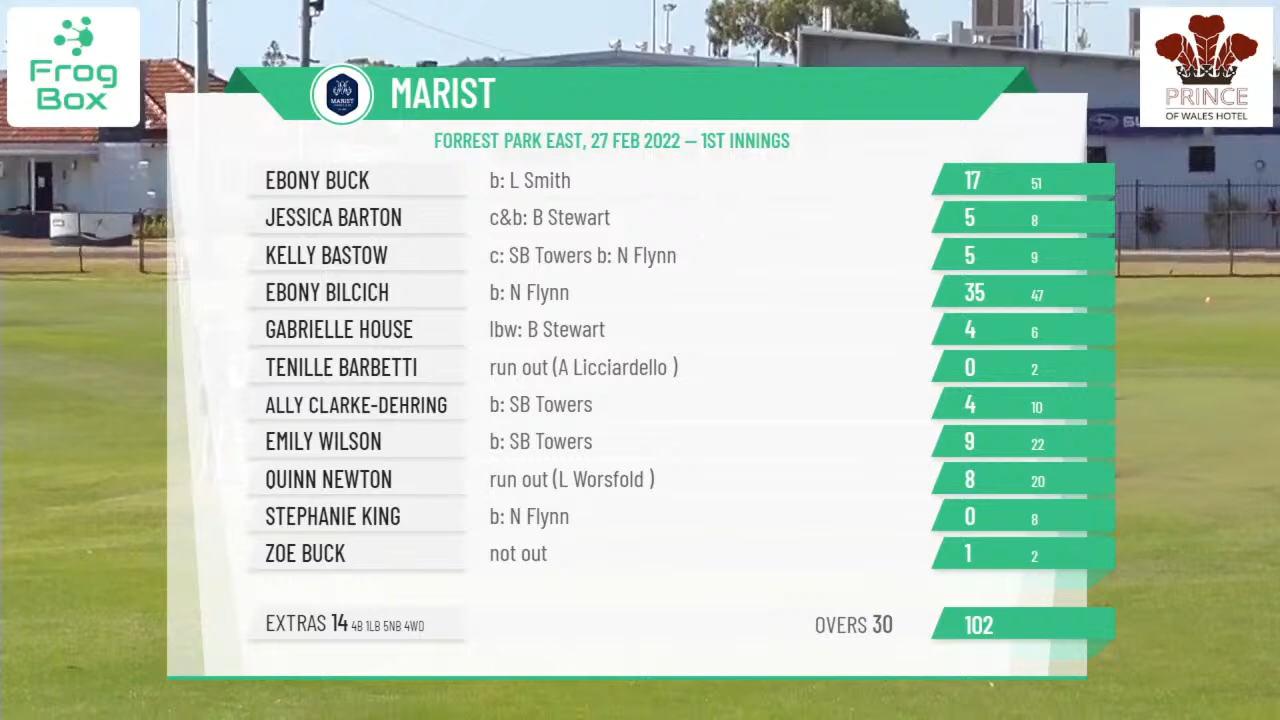 Frog
Box
MARIST
MARIST
PRINCE
OF WALES HOTEL
FORREST PARK EAST, 27 FEB 2022 – 1ST INNINGS
EBONY BUCK b: L Smith 17 51
JESSICA BARTON c&b: B Stewart 5 8
KELLY BASTOW c: SB Towers b: N Flynn 5 9
EBONY BILCICH b: N Flynn 35 47
GABRIELLE HOUSE lbw: B Stewart 4 6
TENILLE BARBETTI run out (A Licciardello ) 0 2
ALLY CLARKE-DEHRING b: SB Towers 4 10
EMILY WILSON b: SB Towers 9 22
QUINN NEWTON run out (L Worsfold ) 8 20
STEPHANIE KING b: N Flynn 0 8
ZOE BUCK not out 1 2
EXTRAS 14 4B 1LB 5NB 4WD OVERS 30 102